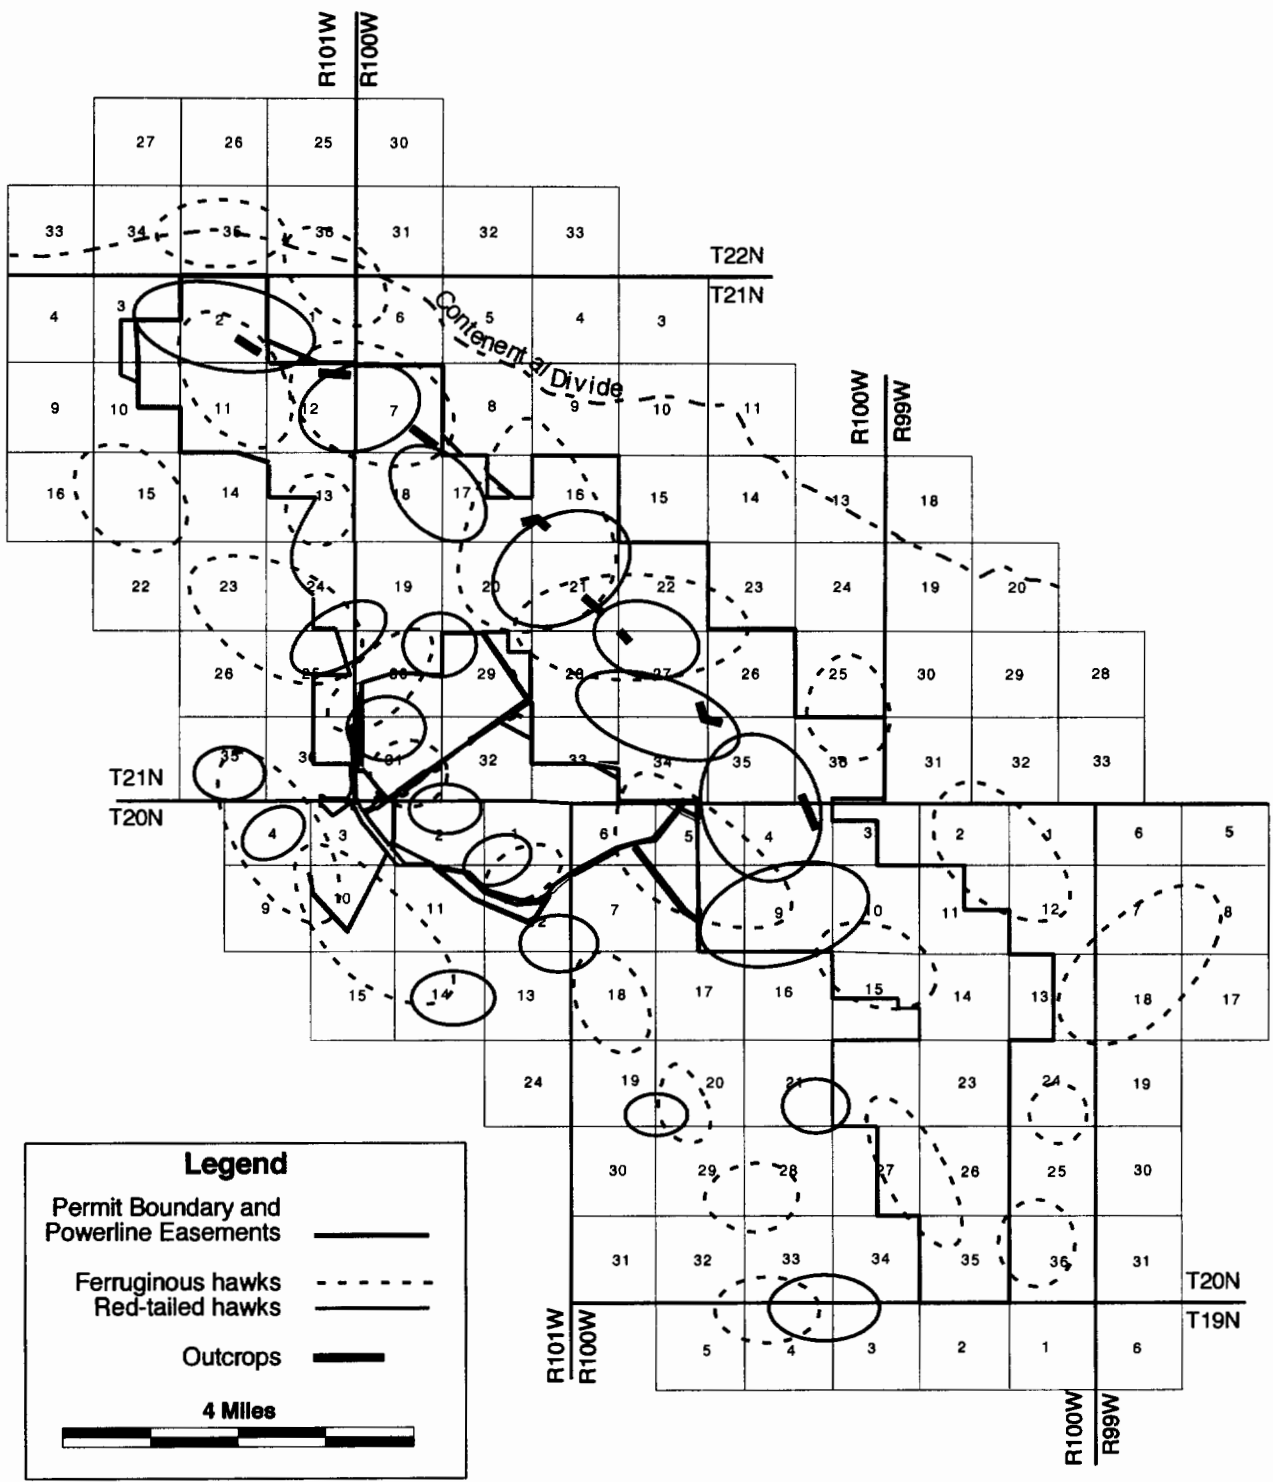 R101W
R100W
27 26 25 30
33 34 35 36 31 32 33
T22N
T21N
4 3 2 1 6 5 4 3
Contenental Divide
9 10 11 12 7 8 9 10 11
R100W
R99W
16 15 14 13 18 17 16 15 14 13 18
22 23 24 19 20 21 22 23 24 19 20
26 25 30 29 28 27 26 25 30 29 28
35 36 31 32 33 34 35 36 31 32 33
T21N
T20N
4 3 2 1 6 5 4 3 2 1 6 5
9 10 11 12 7 9 10 11 12 7 8
15 14 13 18 17 16 15 14 13 18 17
24 19 20 21 23 24 19
30 29 28 27 26 25 30
31 32 33 34 35 36 31
T20N
T19N
R101W
R100W
5 4 3 2 1 6
R100W
R99W
Legend
Permit Boundary and
Powerline Easements
Ferruginous hawks
Red-tailed hawks
Outcrops
4 Miles